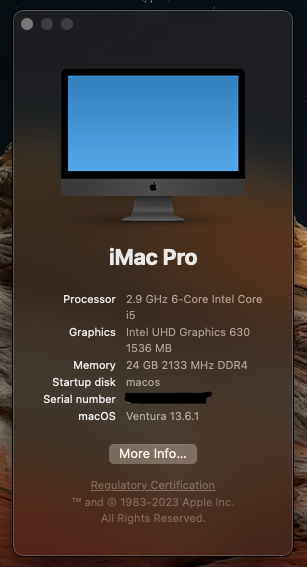 iMac Pro
Processor 2.9 GHz 6-Core Intel Core
i5
Graphics Intel UHD Graphics 630
1536 MB
Memory 24 GB 2133 MHz DDR4
Startup disk macos
Serial number
macOS Ventura 13.6.1
More Info...
Regulatory Certification
™ and © 1983-2023 Apple Inc.
All Rights Reserved.